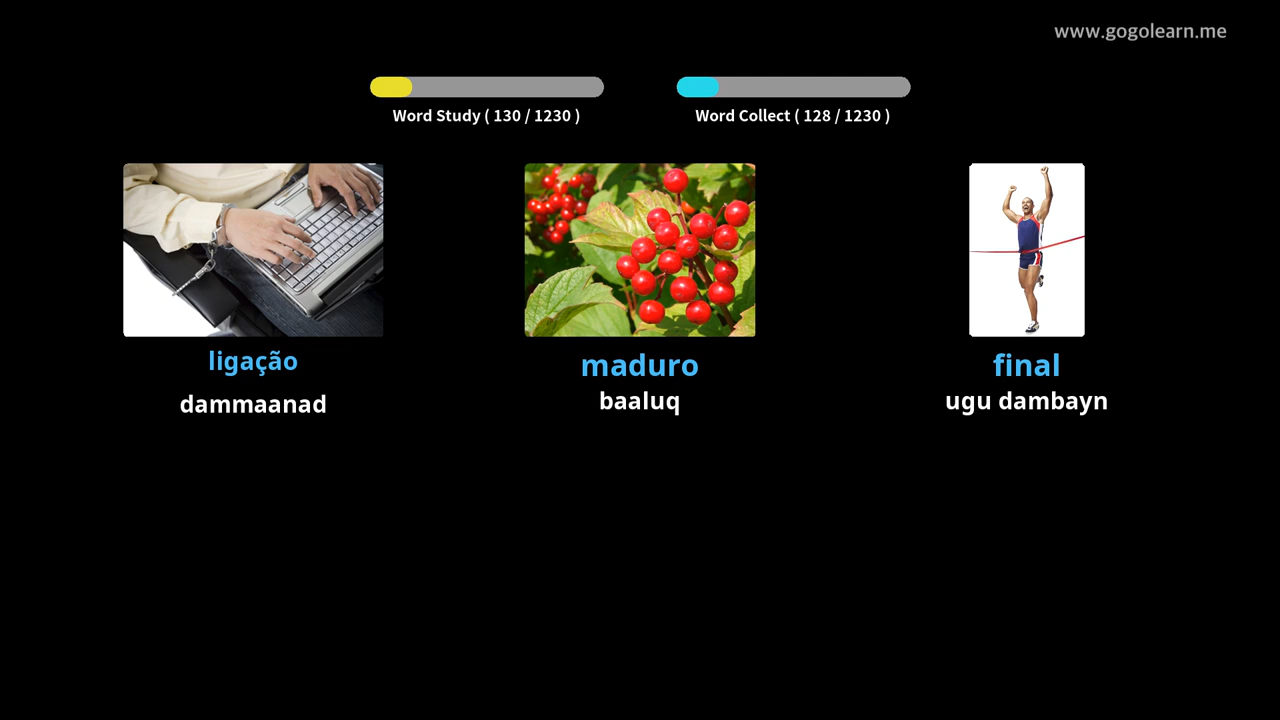 www.gogolearn.me
Word Study ( 130 / 1230 )
Word Collect ( 128 / 1230 )
ligação
dammaanad
maduro
baaluq
final
ugu dambayn